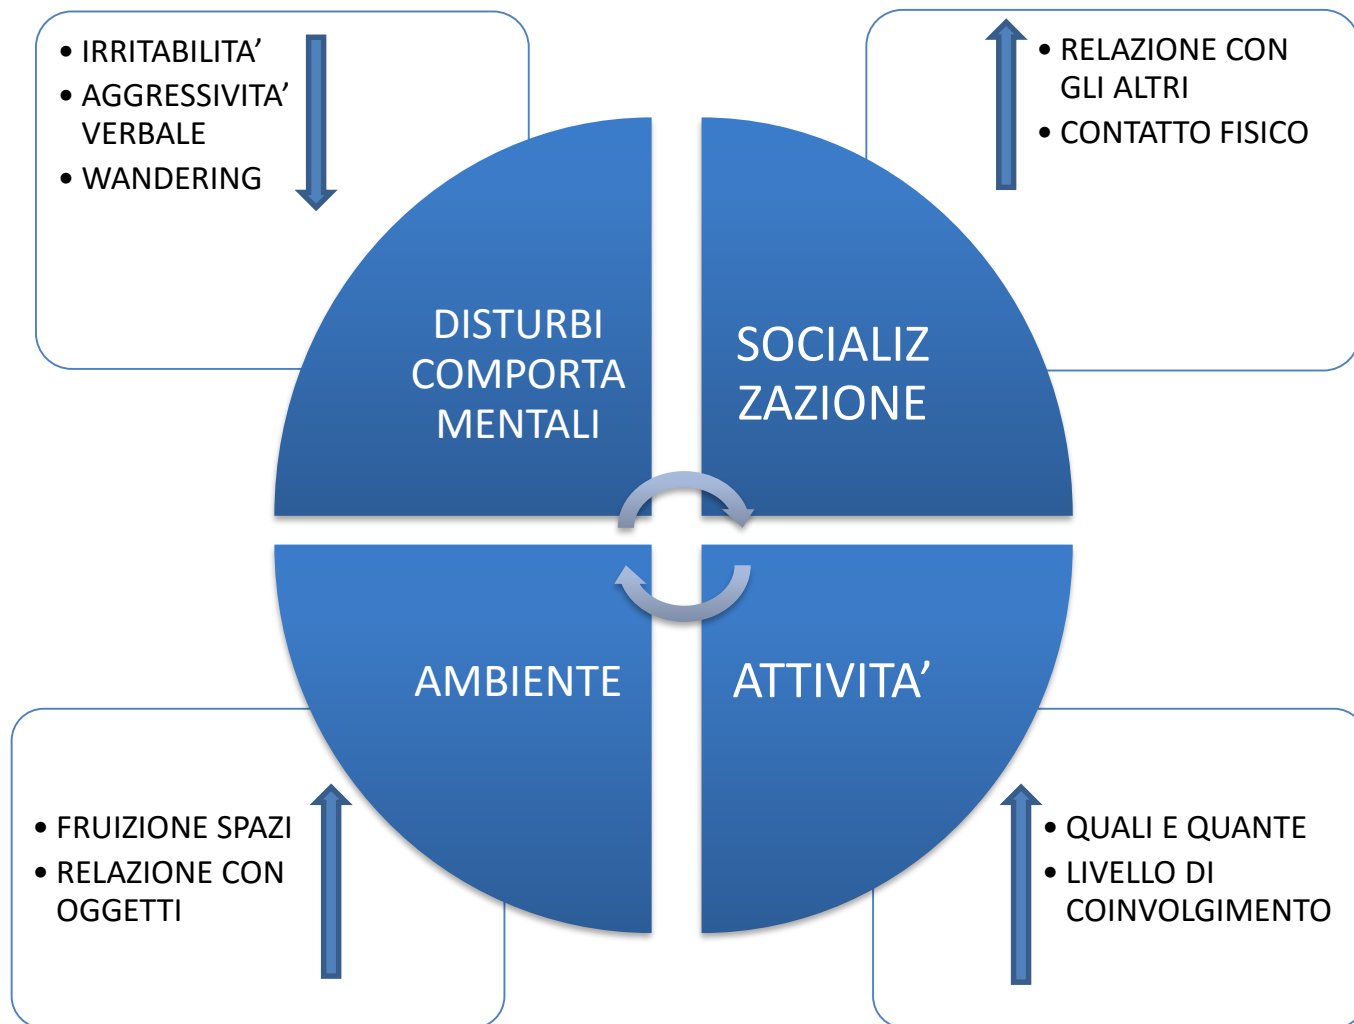 • IRRITABILITA’
• AGGRESSIVITA’
VERBALE
• WANDERING
• RELAZIONE CON
GLI ALTRI
• CONTATTO FISICO
DISTURBI
COMPORTA
MENTALI
SOCIALIZ
ZAZIONE
AMBIENTE
ATTIVITA’
• FRUIZIONE SPAZI
• RELAZIONE CON
OGGETTI
• QUALI E QUANTE
• LIVELLO DI
COINVOLGIMENTO